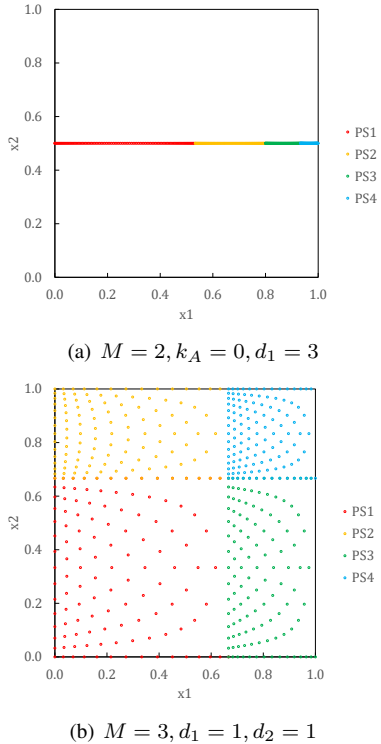 1.0
0.8
0.6
0.4
0.2
0.0
x2
0.0 0.2 0.4 0.6 0.8 1.0
x1
PS1
PS2
PS3
PS4
(a) M = 2, k_A = 0, d_1 = 3
1.0
0.8
0.6
0.4
0.2
0.0
x2
0.0 0.2 0.4 0.6 0.8 1.0
x1
PS1
PS2
PS3
PS4
(b) M = 3, d_1 = 1, d_2 = 1